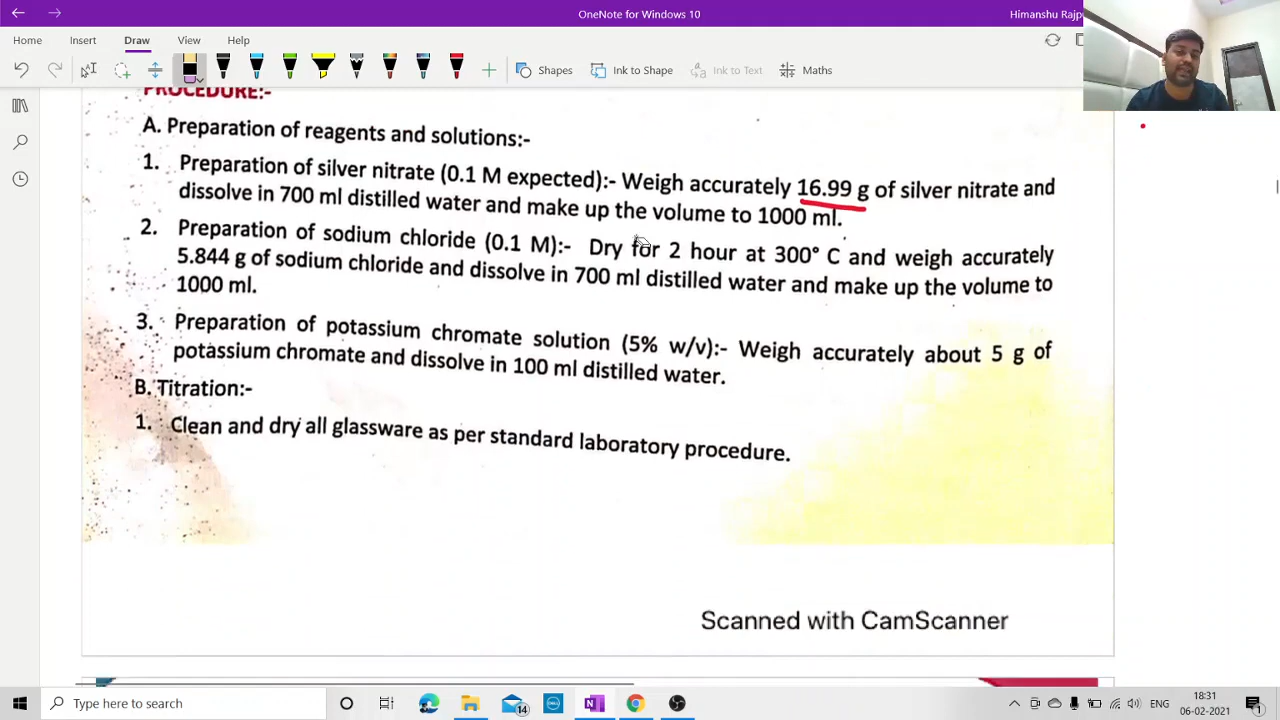 OneNote for Windows 10
Himanshu Rajp
Home Insert Draw View Help
Shapes Ink to Shape Ink to Text Maths
PROCEDURE:-
A. Preparation of reagents and solutions:-
1. Preparation of silver nitrate (0.1 M expected):- Weigh accurately 16.99 g of silver nitrate and
dissolve in 700 ml distilled water and make up the volume to 1000 ml.
2. Preparation of sodium chloride (0.1 M):- Dry for 2 hour at 300° C and weigh accurately
5.844 g of sodium chloride and dissolve in 700 ml distilled water and make up the volume to
1000 ml.
3. Preparation of potassium chromate solution (5% w/v):- Weigh accurately about 5 g of
potassium chromate and dissolve in 100 ml distilled water.
B. Titration:-
1. Clean and dry all glassware as per standard laboratory procedure.
Scanned with CamScanner
Type here to search
DELL
14
ENG
18:31
06-02-2021
1